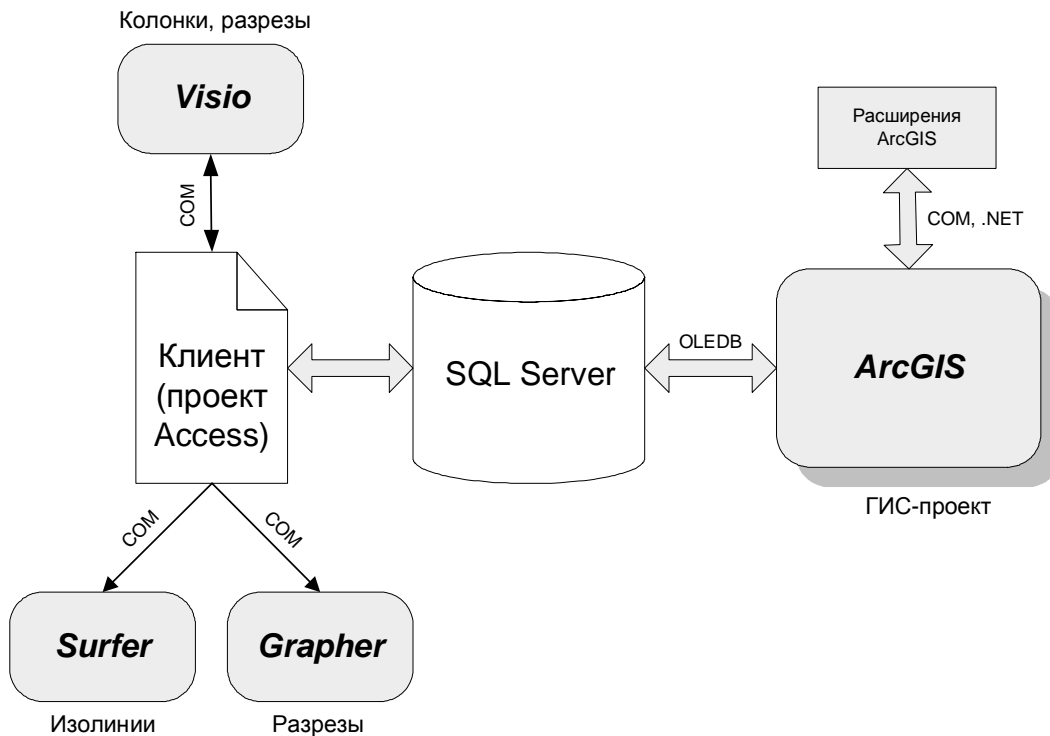 Колонки, разрезы
Visio
COM
Расширения
ArcGIS
COM, .NET
Клиент
(проект
Access)
SQL Server
OLEDB
ArcGIS
ГИС-проект
COM
COM
Surfer
Grapher
Изолинии
Разрезы